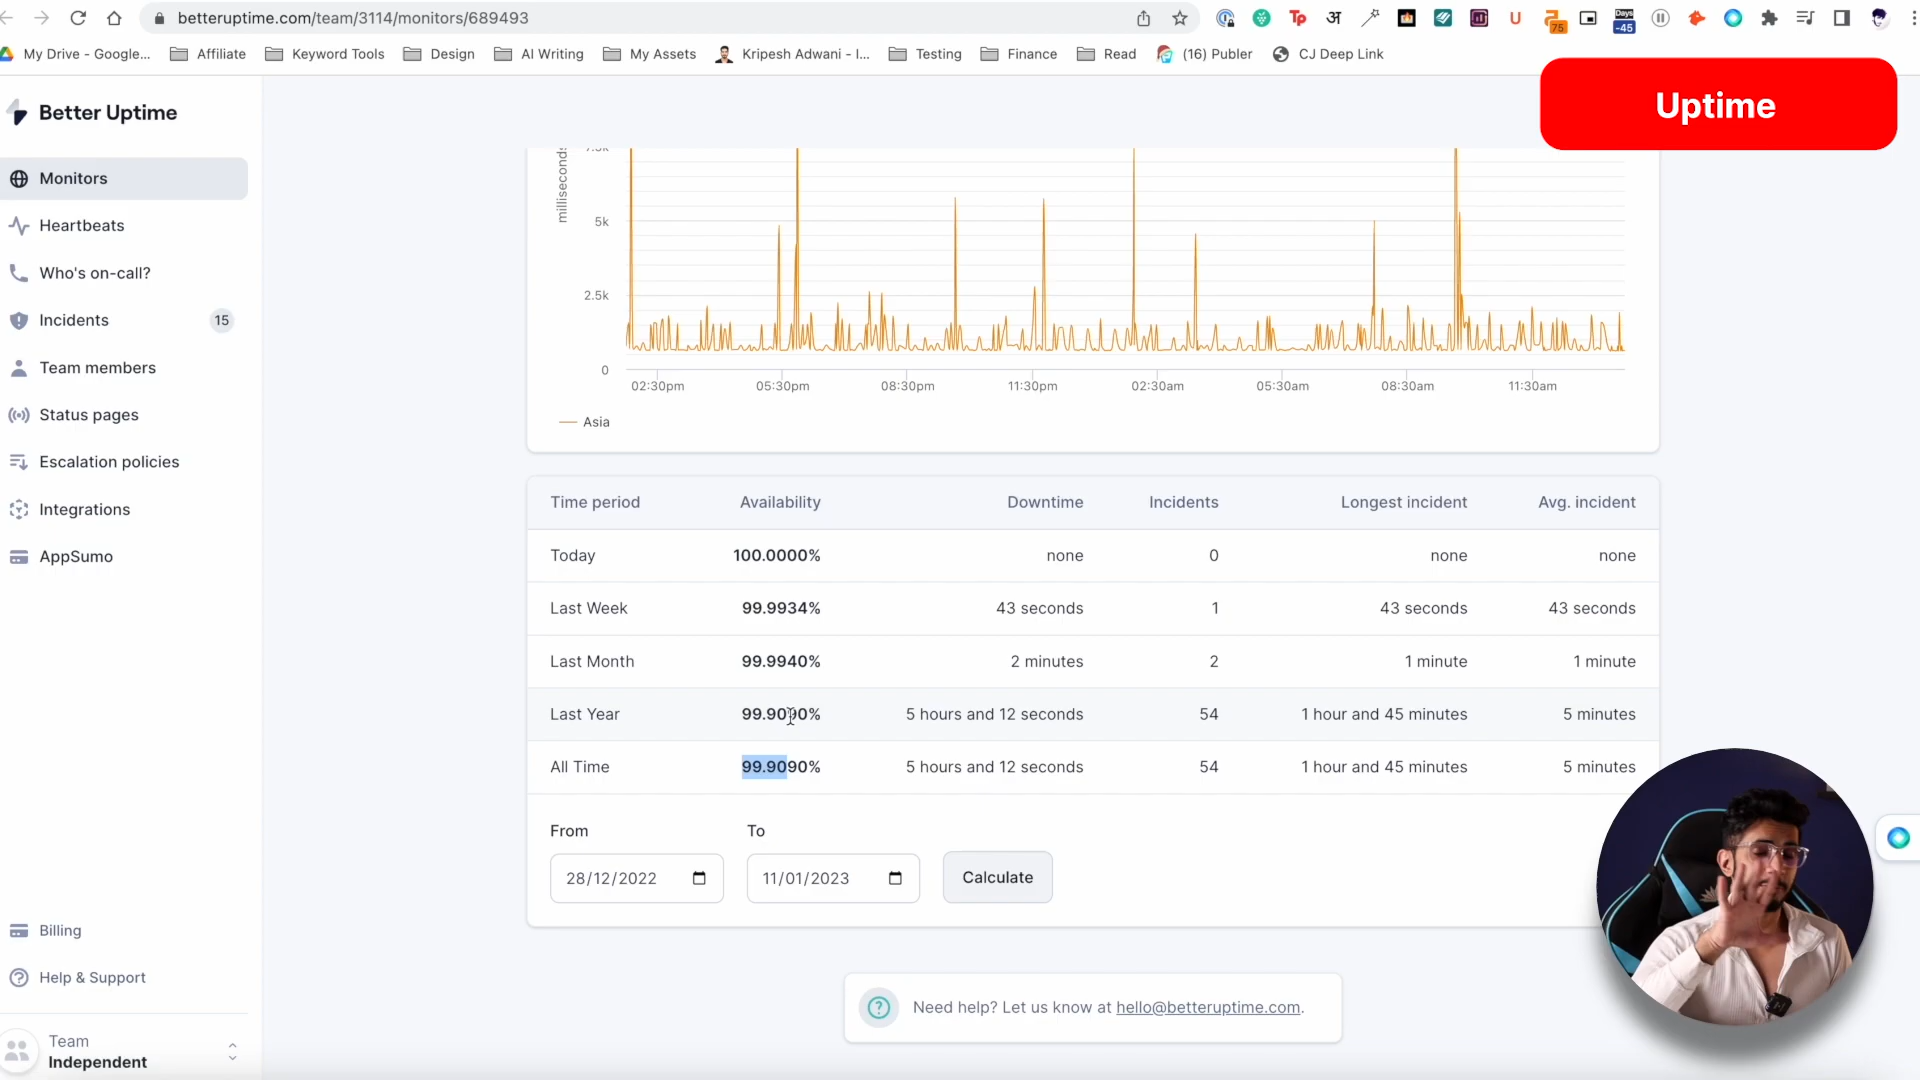 betteruptime.com/team/3114/monitors/689493
75
Days
-45
My Drive - Google...
Affiliate
Keyword Tools
Design
AI Writing
My Assets
Kripesh Adwani - I...
Testing
Finance
Read
(16) Publer
CJ Deep Link
Better Uptime
Uptime
Monitors
Heartbeats
Who's on-call?
Incidents 15
Team members
Status pages
Escalation policies
Integrations
AppSumo
Billing
Help & Support
Team
Independent
milliseconds
7.5k
5k
2.5k
0
02:30pm 05:30pm 08:30pm 11:30pm 02:30am 05:30am 08:30am 11:30am
Asia
Time period Availability Downtime Incidents Longest incident Avg. incident
Today 100.0000% none 0 none none
Last Week 99.9934% 43 seconds 1 43 seconds 43 seconds
Last Month 99.9940% 2 minutes 2 1 minute 1 minute
Last Year 99.9090% 5 hours and 12 seconds 54 1 hour and 45 minutes 5 minutes
All Time 99.9090% 5 hours and 12 seconds 54 1 hour and 45 minutes 5 minutes
From To
28/12/2022 11/01/2023 Calculate
Need help? Let us know at hello@betteruptime.com.